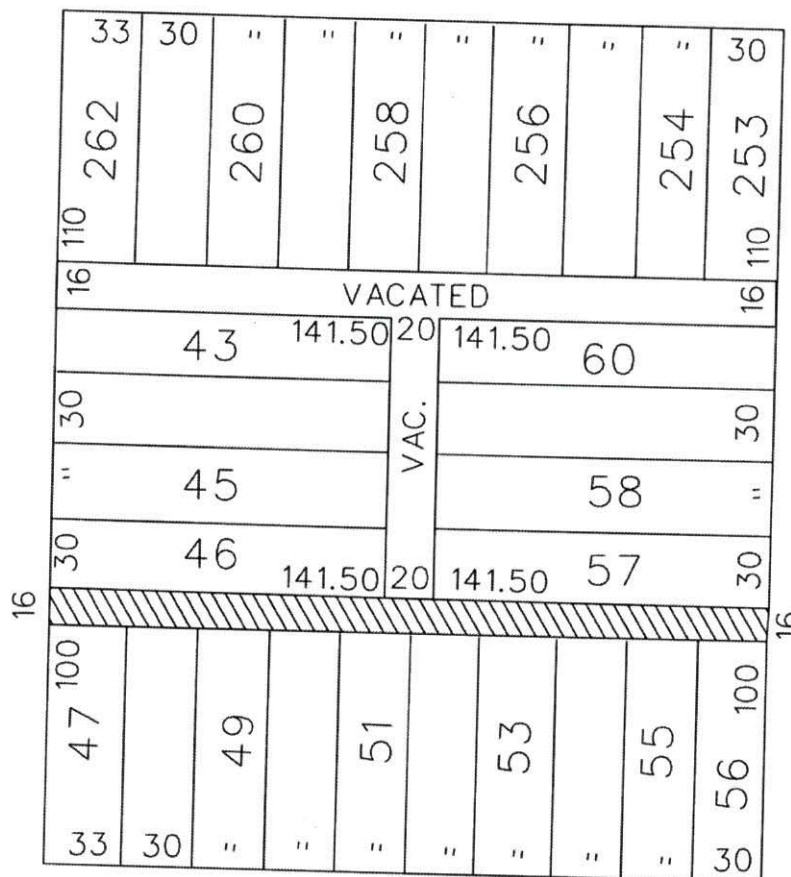 33 30 " " " " " " " 30
262 260 258 256 254 253
110 110
16 VACATED 16
43 141.50 20 141.50 60
30 VAC. 30
" 45 58 "
30 46 141.50 20 141.50 57 30
16 16
100 100
47 49 51 53 55 56
33 30 " " " " " " " 30